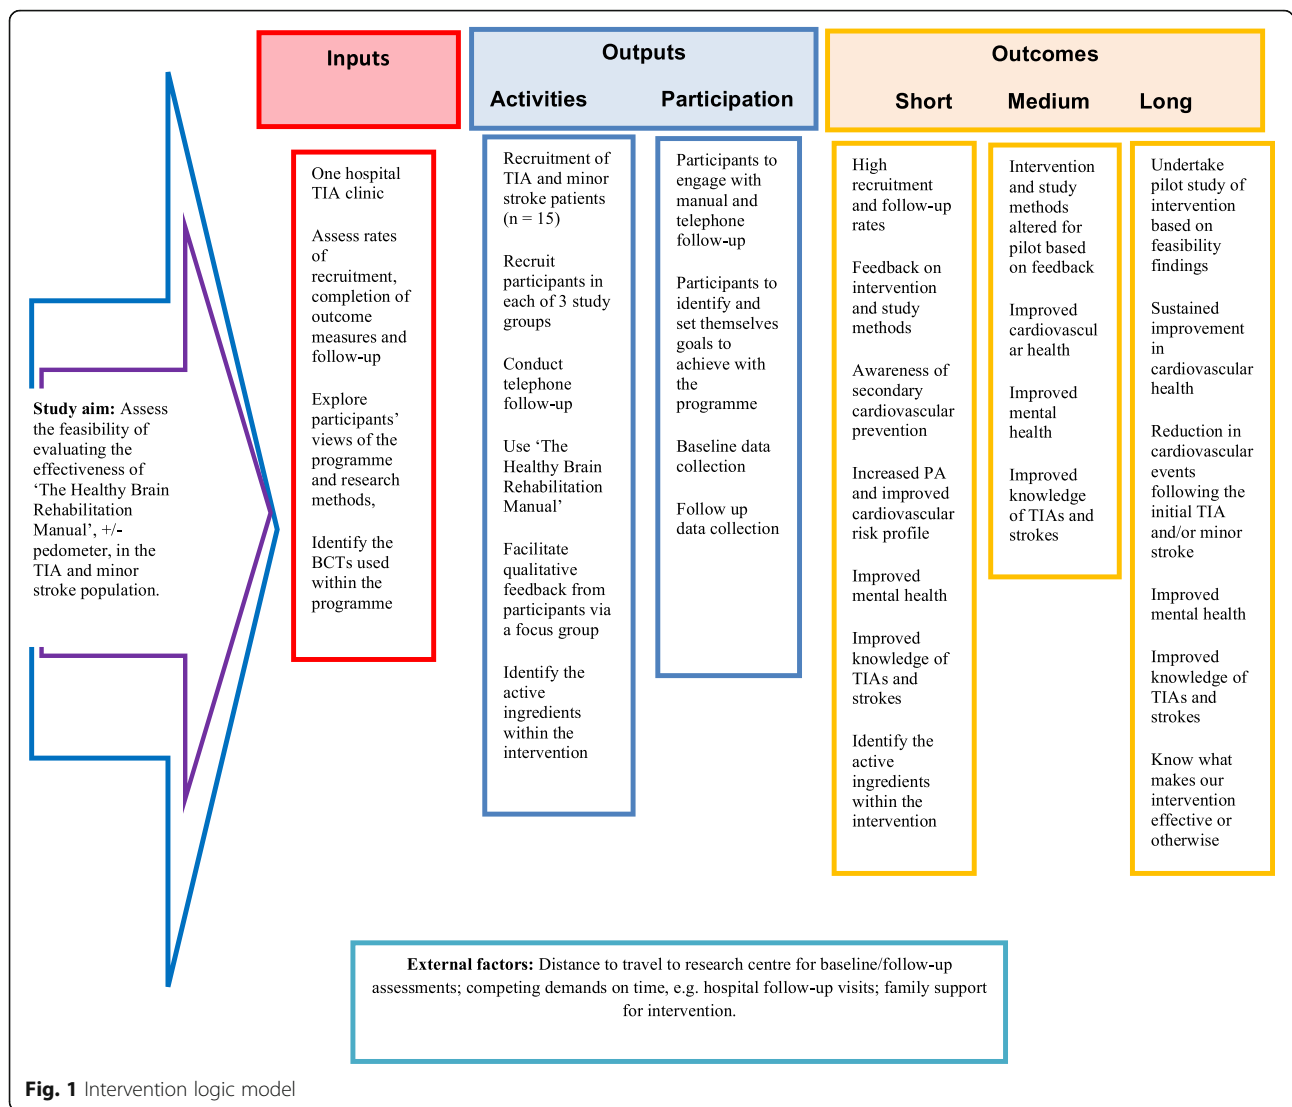 Inputs
Outputs
Activities Participation
Outcomes
Short Medium Long
Study aim: Assess
the feasibility of
evaluating the
effectiveness of
‘The Healthy Brain
Rehabilitation
Manual’, +/-
pedometer, in the
TIA and minor
stroke population.
One hospital
TIA clinic
Assess rates
of
recruitment,
completion of
outcome
measures and
follow-up
Explore
participants’
views of the
programme
and research
methods,
Identify the
BCTs used
within the
programme
Recruitment of
TIA and minor
stroke patients
(n = 15)
Recruit
participants in
each of 3 study
groups
Conduct
telephone
follow-up
Use ‘The
Healthy Brain
Rehabilitation
Manual’
Facilitate
qualitative
feedback from
participants via
a focus group
Identify the
active
ingredients
within the
intervention
Participants to
engage with
manual and
telephone
follow-up
Participants to
identify and
set themselves
goals to
achieve with
the
programme
Baseline data
collection
Follow up
data collection
High
recruitment
and follow-up
rates
Feedback on
intervention
and study
methods
Awareness of
secondary
cardiovascular
prevention
Increased PA
and improved
cardiovascular
risk profile
Improved
mental health
Improved
knowledge of
TIAs and
strokes
Identify the
active
ingredients
within the
intervention
Intervention
and study
methods
altered for
pilot based
on feedback
Improved
cardiovascul
ar health
Improved
mental
health
Improved
knowledge
of TIAs and
strokes
Undertake
pilot study of
intervention
based on
feasibility
findings
Sustained
improvement
in
cardiovascular
health
Reduction in
cardiovascular
events
following the
initial TIA
and/or minor
stroke
Improved
mental health
Improved
knowledge of
TIAs and
strokes
Know what
makes our
intervention
effective or
otherwise
External factors: Distance to travel to research centre for baseline/follow-up
assessments; competing demands on time, e.g. hospital follow-up visits; family support
for intervention.
Fig. 1 Intervention logic model